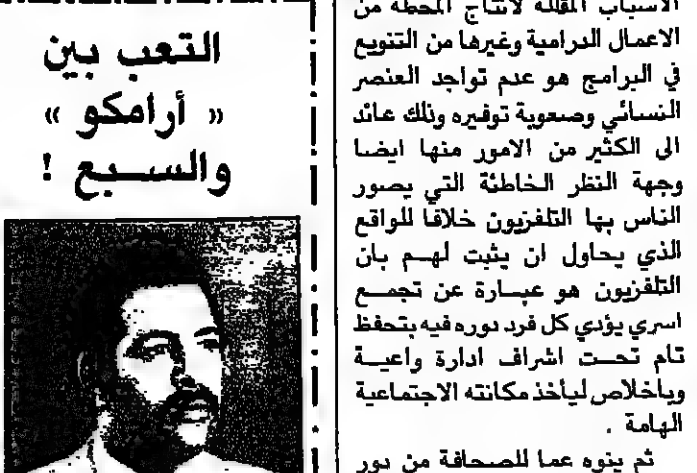 الأسباب المقللة لانتاج المحطة من
الاعمال الدرامية وغيرها من التنويع
في البرامج هو عدم تواجد العنصر
النسائي وصعوبة توفيره وذلك عائد
الى الكثير من الامور منها ايضا
وجهة النظر الخاطئة التي يصور
الناس بها التلفزيون خلافا للواقع
الذي يحاول ان يثبت لهم بان
التلفزيون هو عبارة عن تجمع
اسري يؤدي كل فرد دوره فيه بتحفظ
تام تحت اشراف ادارة واعية
وباخلاص ليأخذ مكانته الاجتماعية
الهامة .
ثم ينوه عما للصحافة من دور
التعب بين
« أرامكو »
والسبع !